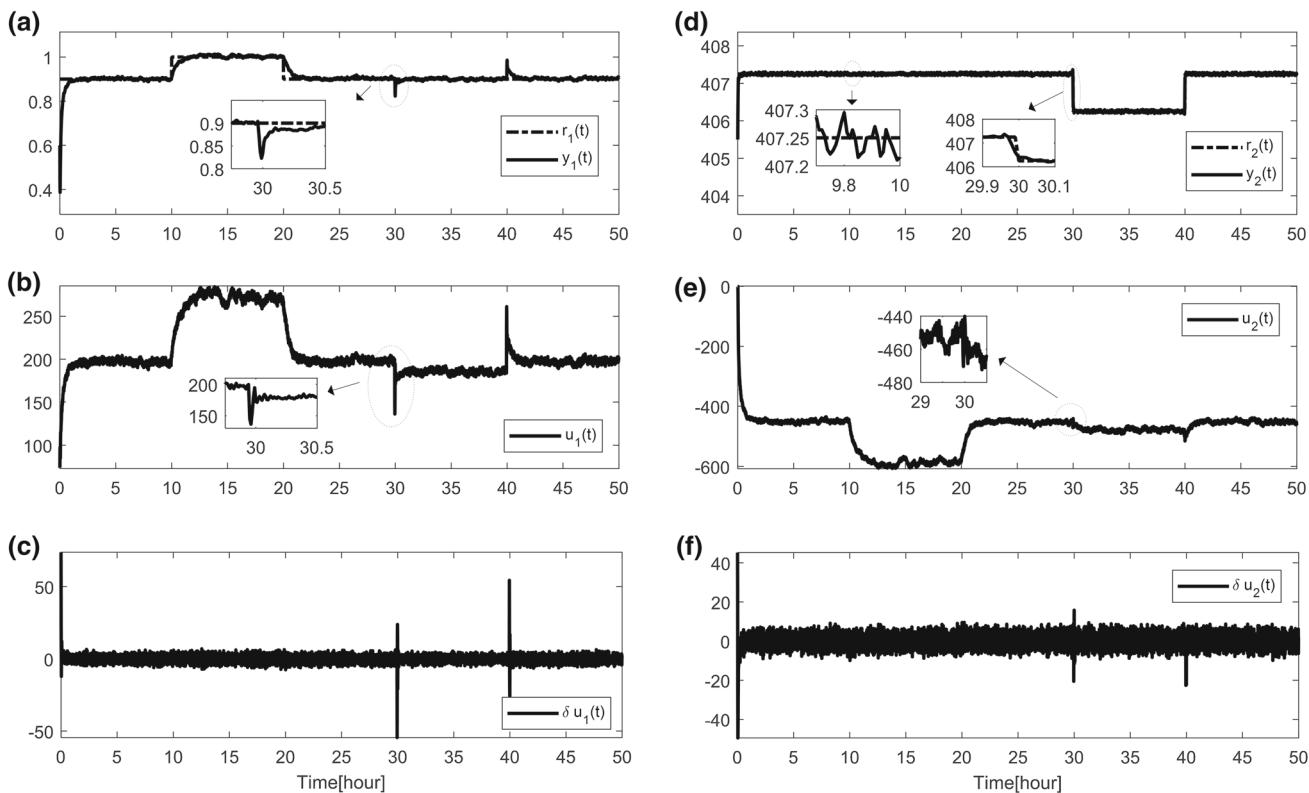 (a)
1
0.8
0.6
0.4
0.9
0.8
30 30.5
r1(t)
y1(t)
0 5 10 15 20 25 30 35 40 45 50
(b)
250
200
150
100
200
150
30 30.5
u1(t)
0 5 10 15 20 25 30 35 40 45 50
(c)
50
0
-50
δ u1(t)
0 5 10 15 20 25 30 35 40 45 50
Time[hour]
(d)
408
407
406
405
404
407.3
407.25
407.2
9.8 10
408
407
406
29.9 30 30.1
r2(t)
y2(t)
0 5 10 15 20 25 30 35 40 45 50
(e)
0
-200
-400
-600
-440
-460
-480
29 30
u2(t)
0 5 10 15 20 25 30 35 40 45 50
(f)
40
20
0
-20
-40
δ u2(t)
0 5 10 15 20 25 30 35 40 45 50
Time[hour]